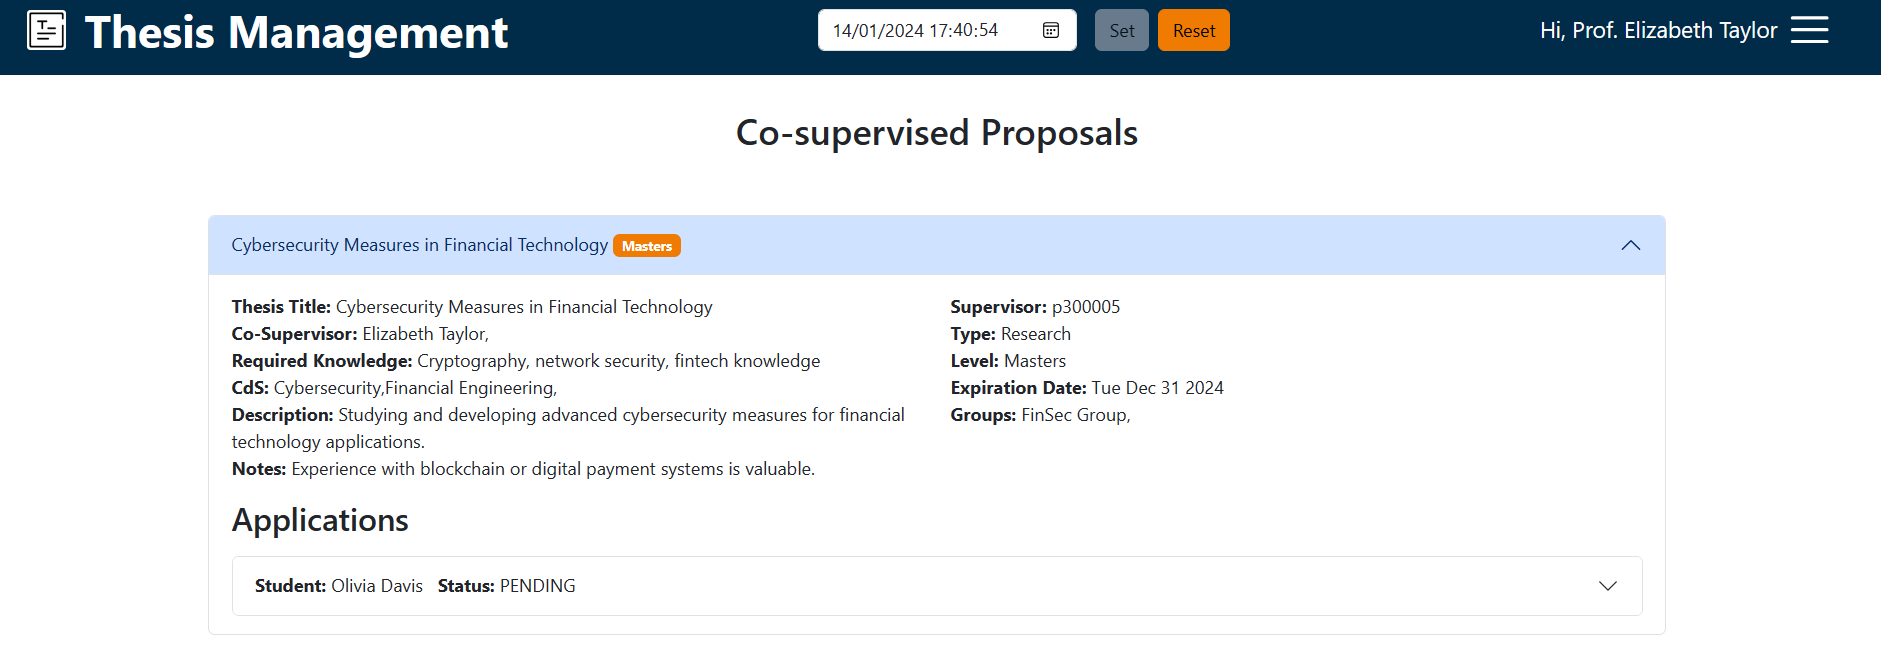 Thesis Management
14/01/2024 17:40:54
Set
Reset
Hi, Prof. Elizabeth Taylor
Co-supervised Proposals
Cybersecurity Measures in Financial Technology Masters
Thesis Title: Cybersecurity Measures in Financial Technology
Co-Supervisor: Elizabeth Taylor,
Required Knowledge: Cryptography, network security, fintech knowledge
CdS: Cybersecurity,Financial Engineering,
Description: Studying and developing advanced cybersecurity measures for financial
technology applications.
Notes: Experience with blockchain or digital payment systems is valuable.
Supervisor: p300005
Type: Research
Level: Masters
Expiration Date: Tue Dec 31 2024
Groups: FinSec Group,
Applications
Student: Olivia Davis Status: PENDING